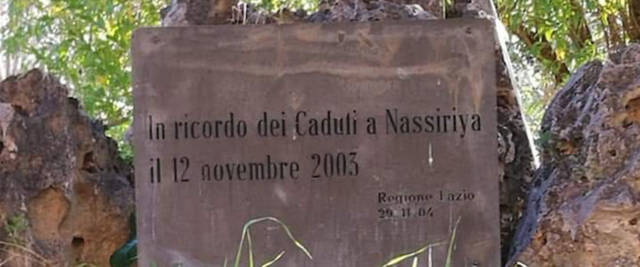 In ricordo dei Caduti a Nassiriya
il 12 novembre 2003
Regione Lazio
29.11.04